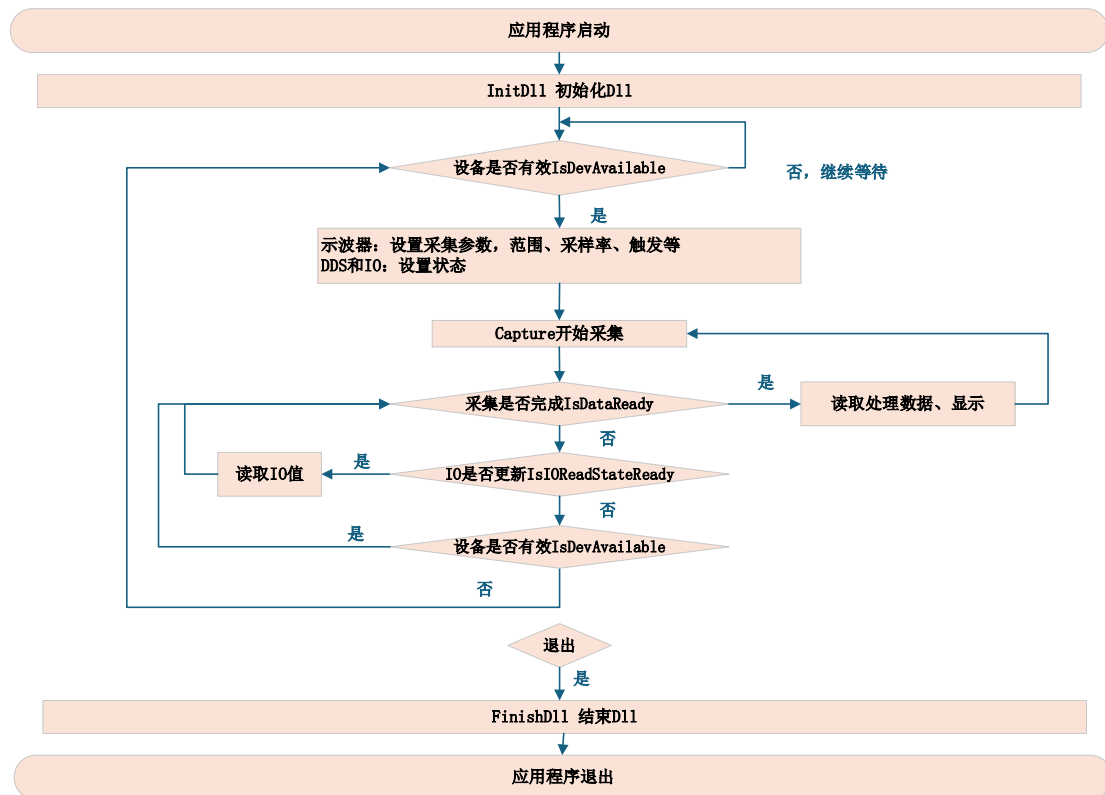 应用程序启动
InitDll 初始化Dll
设备是否有效IsDevAvailable
否，继续等待
是
示波器：设置采集参数，范围、采样率、触发等
DDS和IO：设置状态
Capture开始采集
是
采集是否完成IsDataReady
读取处理数据、显示
否
是
读取IO值
IO是否更新IsIOReadStateReady
否
是
设备是否有效IsDevAvailable
否
退出
是
FinishDll 结束Dll
应用程序退出